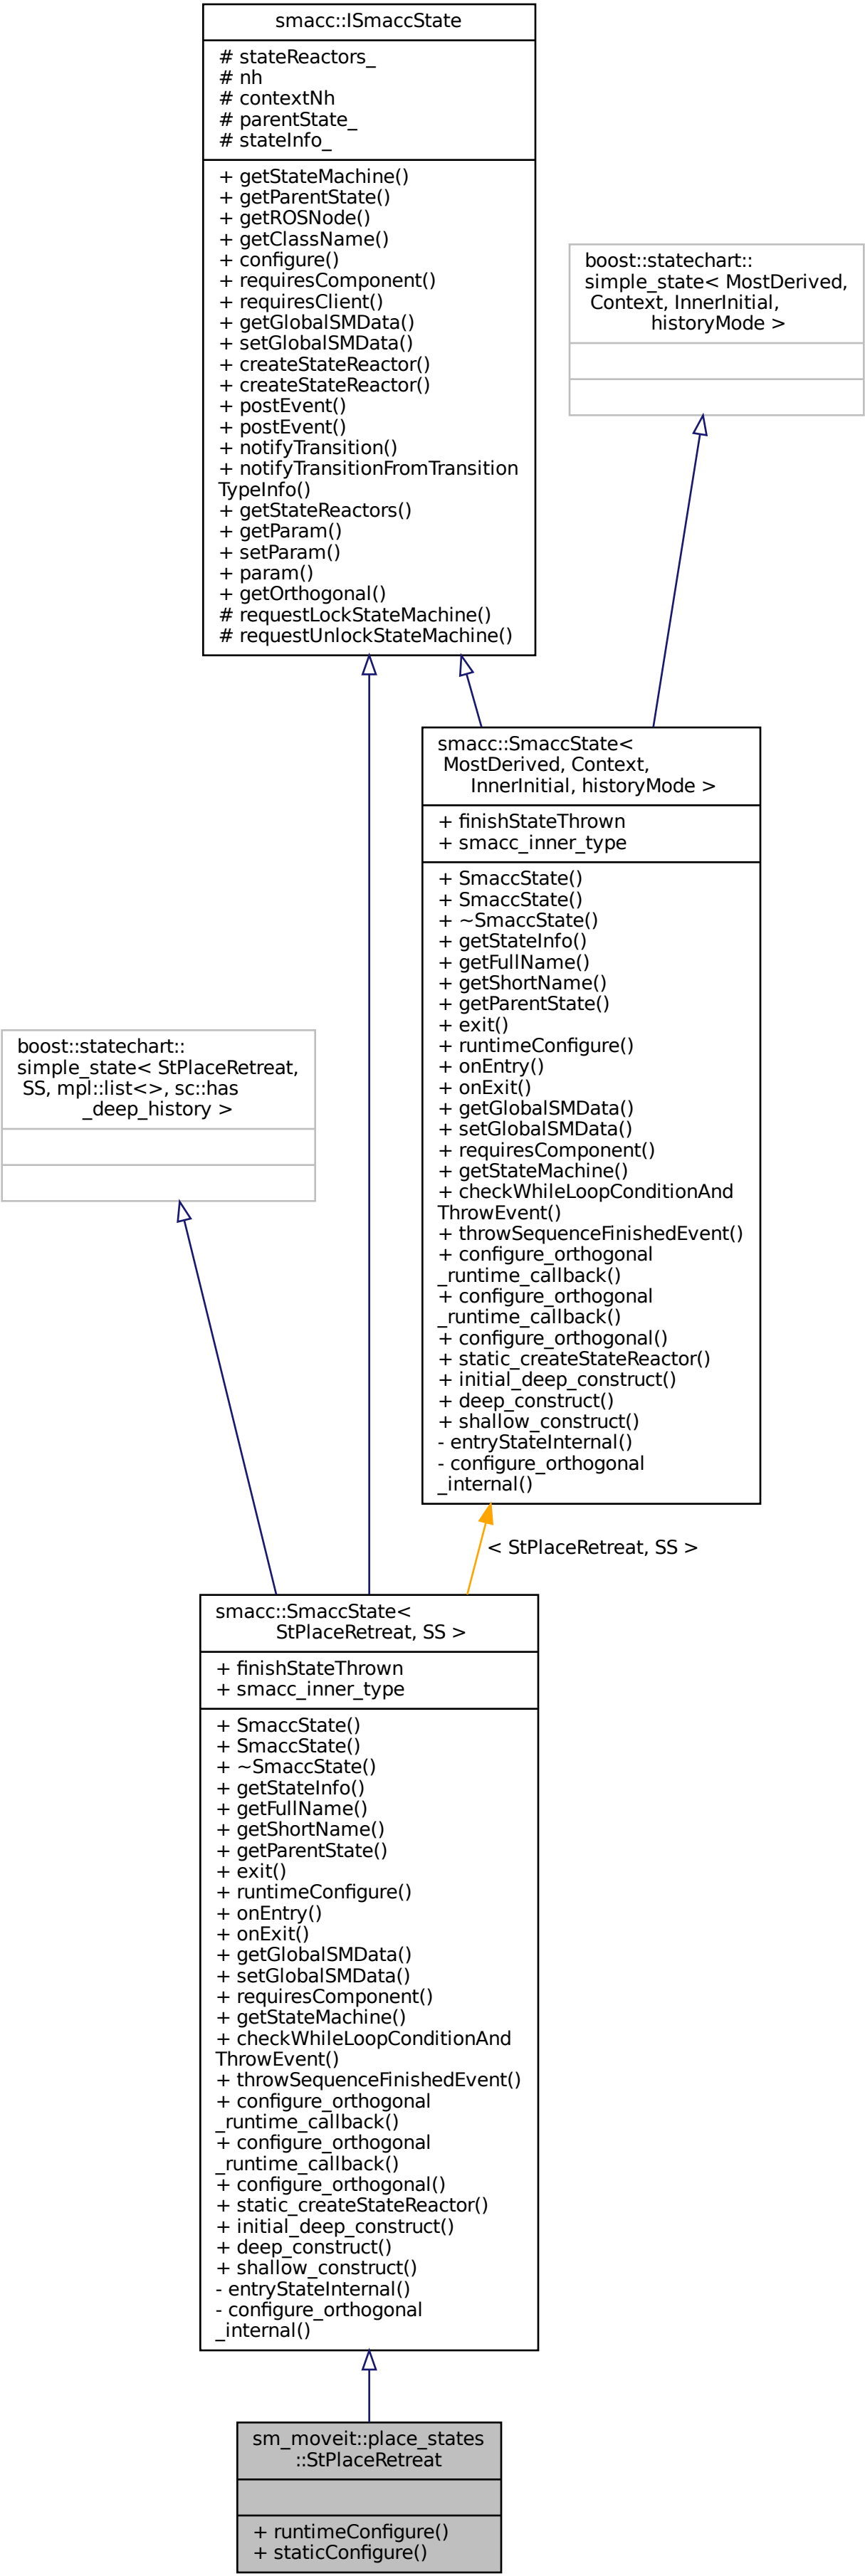 smacc::ISmaccState
# stateReactors_
# nh
# contextNh
# parentState_
# stateInfo_
+ getStateMachine()
+ getParentState()
+ getROSNode()
+ getClassName()
+ configure()
+ requiresComponent()
+ requiresClient()
+ getGlobalSMData()
+ setGlobalSMData()
+ createStateReactor()
+ createStateReactor()
+ postEvent()
+ postEvent()
+ notifyTransition()
+ notifyTransitionFromTransition
TypeInfo()
+ getStateReactors()
+ getParam()
+ setParam()
+ param()
+ getOrthogonal()
# requestLockStateMachine()
# requestUnlockStateMachine()
boost::statechart::
simple_state< MostDerived,
Context, InnerInitial,
historyMode >
smacc::SmaccState<
MostDerived, Context,
InnerInitial, historyMode >
+ finishStateThrown
+ smacc_inner_type
+ SmaccState()
+ SmaccState()
+ ~SmaccState()
+ getStateInfo()
+ getFullName()
+ getShortName()
+ getParentState()
+ exit()
+ runtimeConfigure()
+ onEntry()
+ onExit()
+ getGlobalSMData()
+ setGlobalSMData()
+ requiresComponent()
+ getStateMachine()
+ checkWhileLoopConditionAnd
ThrowEvent()
+ throwSequenceFinishedEvent()
+ configure_orthogonal
_runtime_callback()
+ configure_orthogonal
_runtime_callback()
+ configure_orthogonal()
+ static_createStateReactor()
+ initial_deep_construct()
+ deep_construct()
+ shallow_construct()
- entryStateInternal()
- configure_orthogonal
_internal()
boost::statechart::
simple_state< StPlaceRetreat,
SS, mpl::list<>, sc::has
_deep_history >
< StPlaceRetreat, SS >
smacc::SmaccState<
StPlaceRetreat, SS >
+ finishStateThrown
+ smacc_inner_type
+ SmaccState()
+ SmaccState()
+ ~SmaccState()
+ getStateInfo()
+ getFullName()
+ getShortName()
+ getParentState()
+ exit()
+ runtimeConfigure()
+ onEntry()
+ onExit()
+ getGlobalSMData()
+ setGlobalSMData()
+ requiresComponent()
+ getStateMachine()
+ checkWhileLoopConditionAnd
ThrowEvent()
+ throwSequenceFinishedEvent()
+ configure_orthogonal
_runtime_callback()
+ configure_orthogonal
_runtime_callback()
+ configure_orthogonal()
+ static_createStateReactor()
+ initial_deep_construct()
+ deep_construct()
+ shallow_construct()
- entryStateInternal()
- configure_orthogonal
_internal()
sm_moveit::place_states
::StPlaceRetreat
+ runtimeConfigure()
+ staticConfigure()